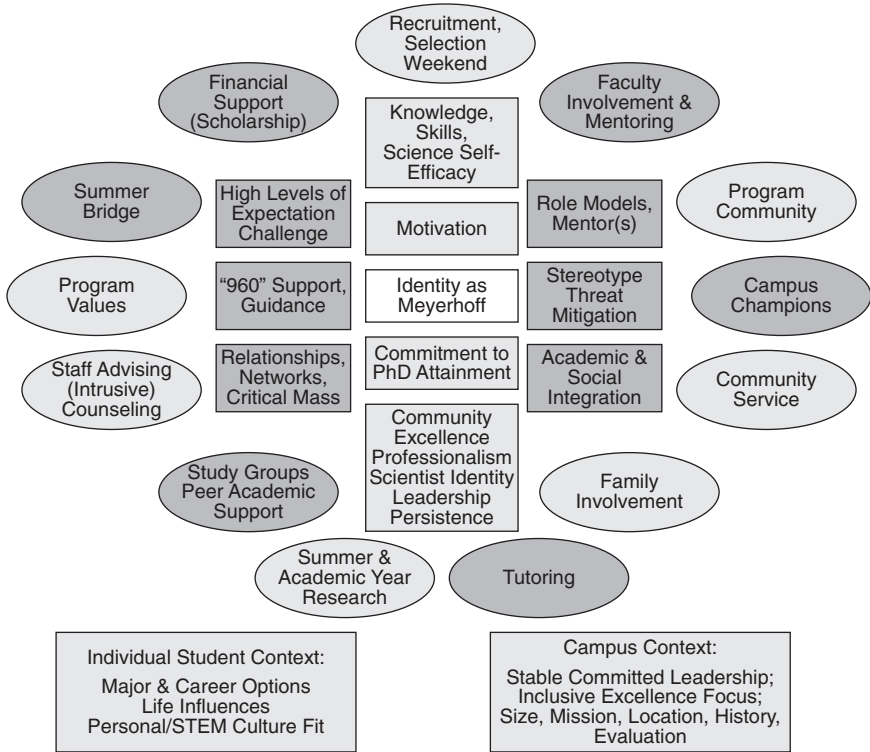 Recruitment,
Selection
Weekend
Financial
Support
(Scholarship)
Faculty
Involvement &
Mentoring
Knowledge,
Skills,
Science Self-
Efficacy
Summer
Bridge
High Levels of
Expectation
Challenge
Motivation
Role Models,
Mentor(s)
Program
Community
Program
Values
“960” Support,
Guidance
Identity as
Meyerhoff
Stereotype
Threat
Mitigation
Campus
Champions
Staff Advising
(Intrusive)
Counseling
Relationships,
Networks,
Critical Mass
Commitment to
PhD Attainment
Academic &
Social
Integration
Community
Service
Community
Excellence
Professionalism
Scientist Identity
Leadership
Persistence
Study Groups
Peer Academic
Support
Family
Involvement
Summer &
Academic Year
Research
Tutoring
Individual Student Context:
Major & Career Options
Life Influences
Personal/STEM Culture Fit
Campus Context:
Stable Committed Leadership;
Inclusive Excellence Focus;
Size, Mission, Location, History,
Evaluation